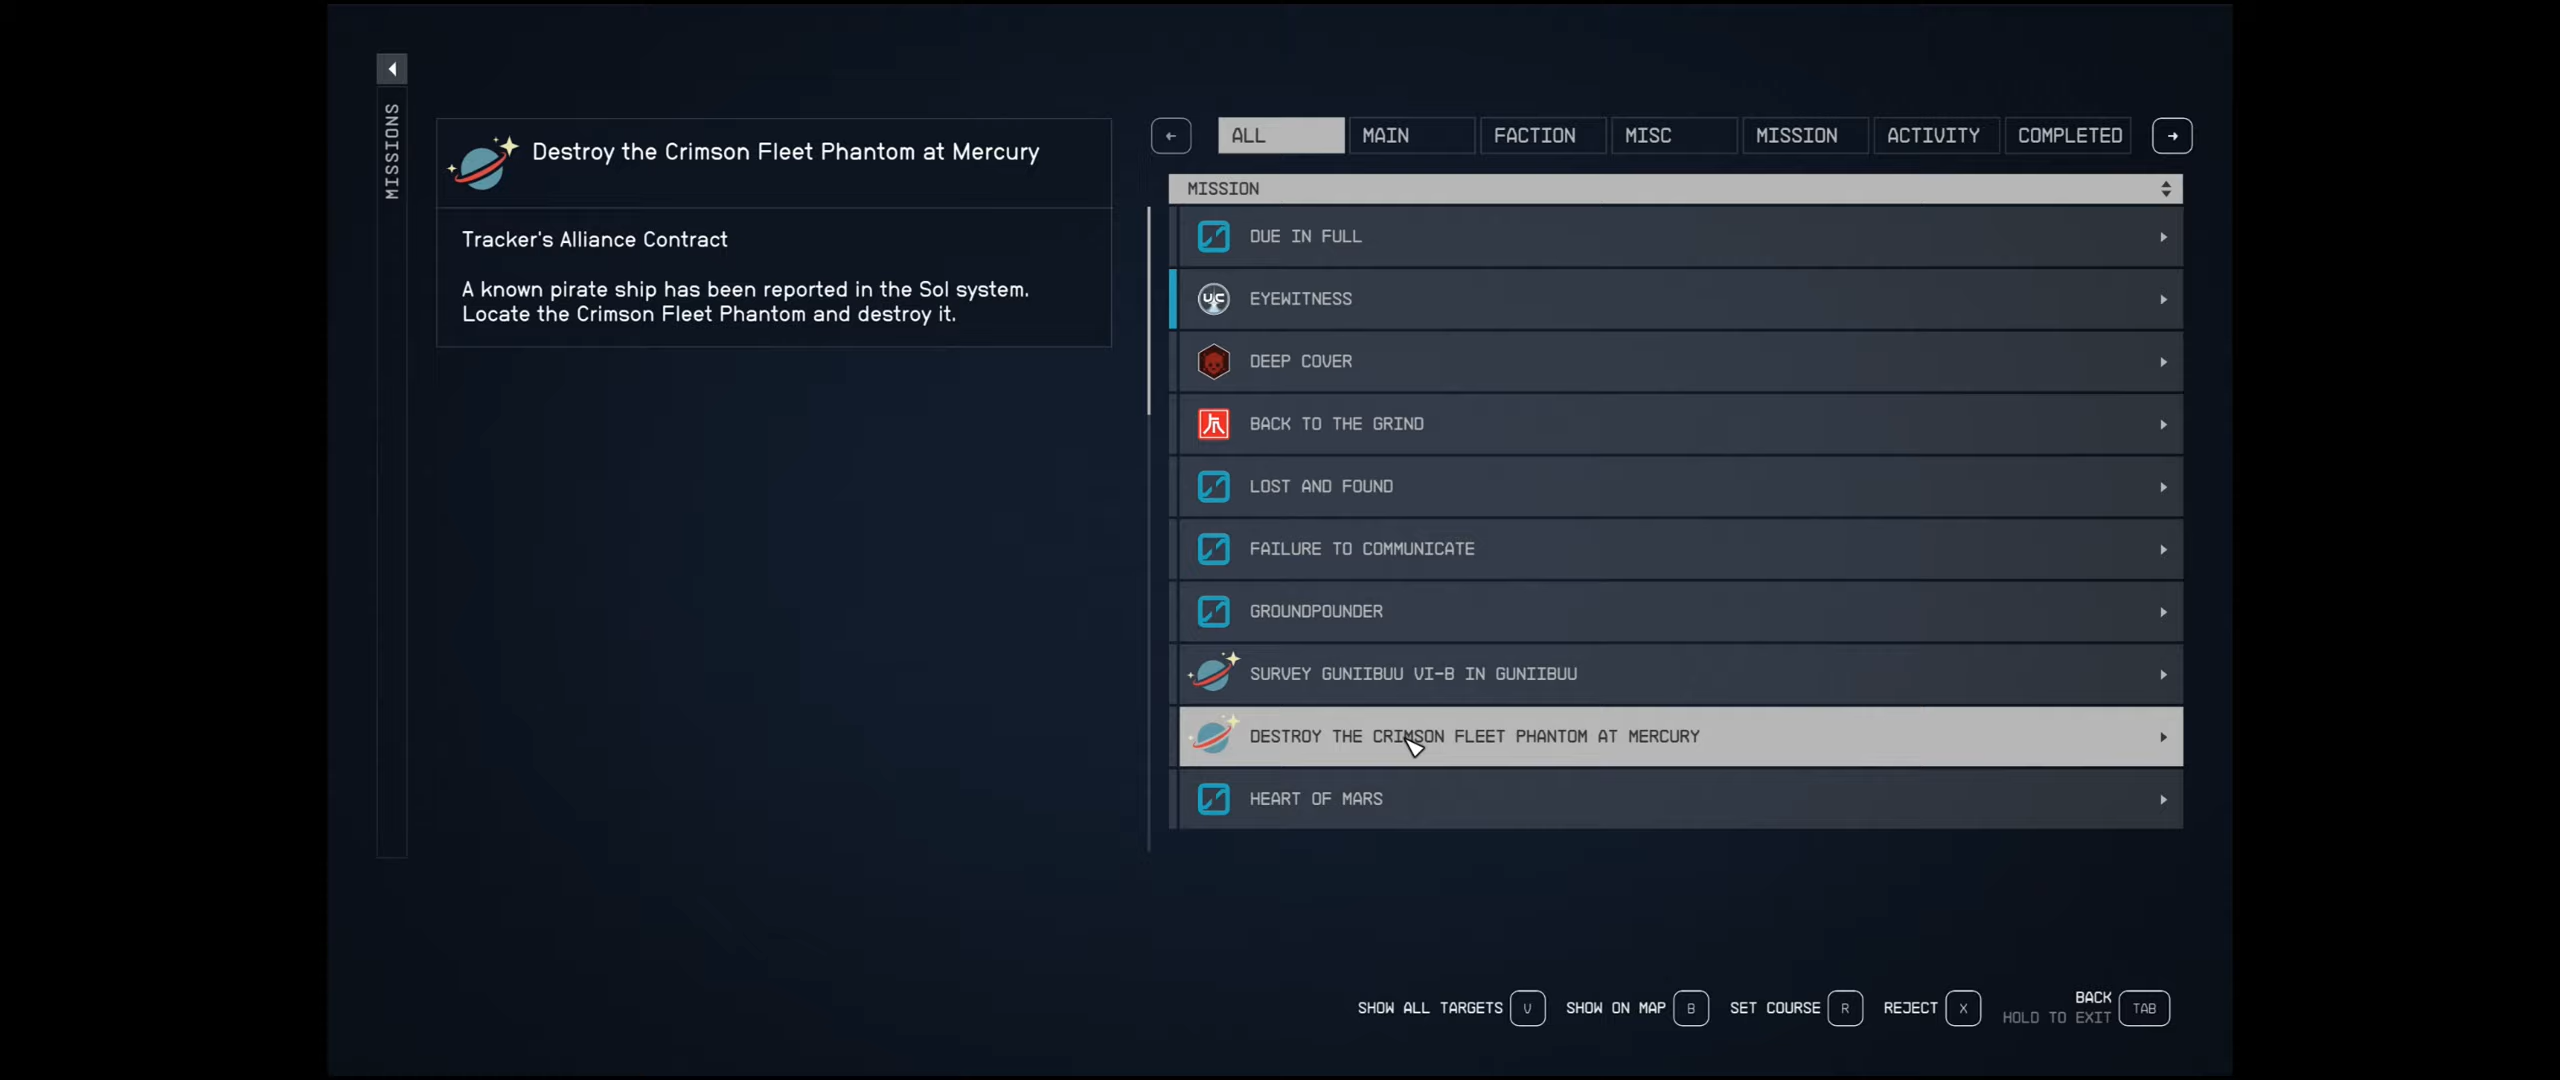 MISSIONS
Destroy the Crimson Fleet Phantom at Mercury
Tracker's Alliance Contract
A known pirate ship has been reported in the Sol system.
Locate the Crimson Fleet Phantom and destroy it.
ALL
MAIN
FACTION
MISC
MISSION
ACTIVITY
COMPLETED
MISSION
DUE IN FULL
UC
EYEWITNESS
DEEP COVER
BACK TO THE GRIND
LOST AND FOUND
FAILURE TO COMMUNICATE
GROUNDPOUNDER
SURVEY GUNIIBUU VI-B IN GUNIIBUU
DESTROY THE CRIMSON FLEET PHANTOM AT MERCURY
HEART OF MARS
SHOW ALL TARGETS V
SHOW ON MAP B
SET COURSE R
REJECT X
BACK
HOLD TO EXIT
TAB